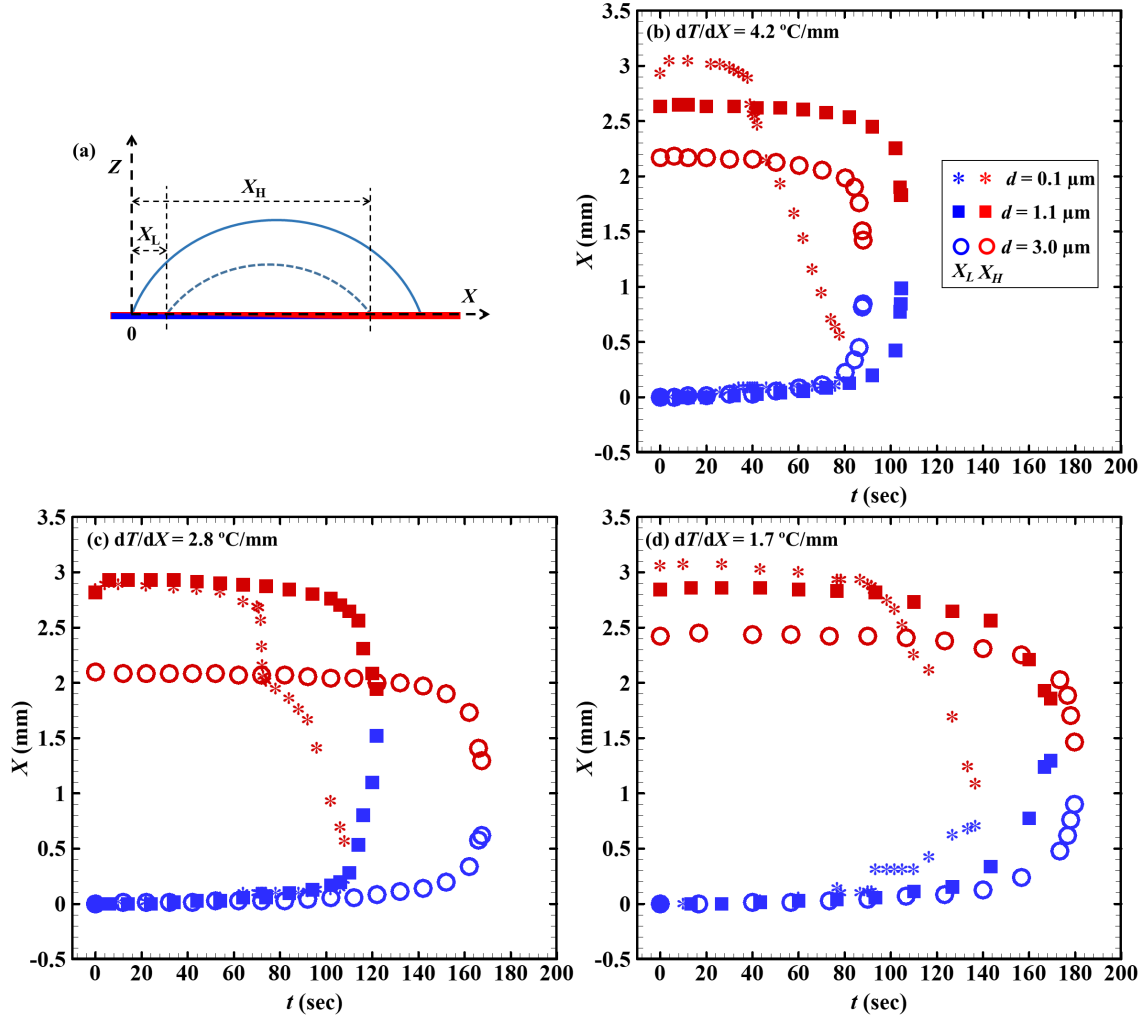 (a)
Z
X_H
X_L
X
0
(b) dT/dX = 4.2 ºC/mm
3.5
3
2.5
2
1.5
1
0.5
0
-0.5
X (mm)
0 20 40 60 80 100 120 140 160 180 200
t (sec)
d = 0.1 µm
d = 1.1 µm
d = 3.0 µm
X_L X_H
(c) dT/dX = 2.8 ºC/mm
3.5
3
2.5
2
1.5
1
0.5
0
-0.5
X (mm)
0 20 40 60 80 100 120 140 160 180 200
t (sec)
(d) dT/dX = 1.7 ºC/mm
3.5
3
2.5
2
1.5
1
0.5
0
-0.5
X (mm)
0 20 40 60 80 100 120 140 160 180 200
t (sec)